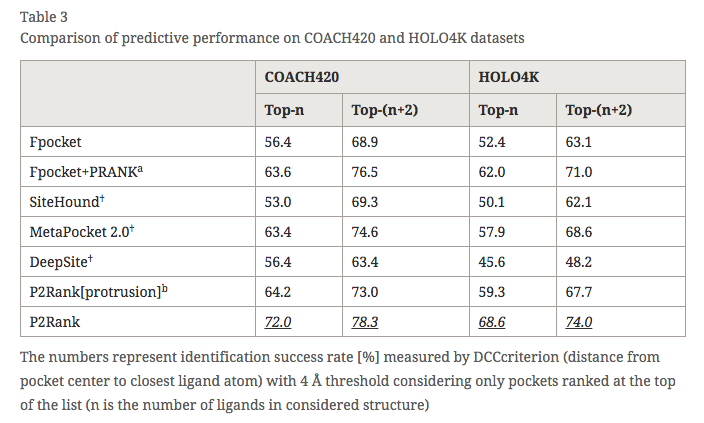 Table 3
Comparison of predictive performance on COACH420 and HOLO4K datasets
COACH420 HOLO4K
Top-n Top-(n+2) Top-n Top-(n+2)
Fpocket 56.4 68.9 52.4 63.1
Fpocket+PRANKa 63.6 76.5 62.0 71.0
SiteHound† 53.0 69.3 50.1 62.1
MetaPocket 2.0† 63.4 74.6 57.9 68.6
DeepSite† 56.4 63.4 45.6 48.2
P2Rank[protrusion]b 64.2 73.0 59.3 67.7
P2Rank 72.0 78.3 68.6 74.0
The numbers represent identification success rate [%] measured by DCCcriterion (distance from
pocket center to closest ligand atom) with 4 Å threshold considering only pockets ranked at the top
of the list (n is the number of ligands in considered structure)